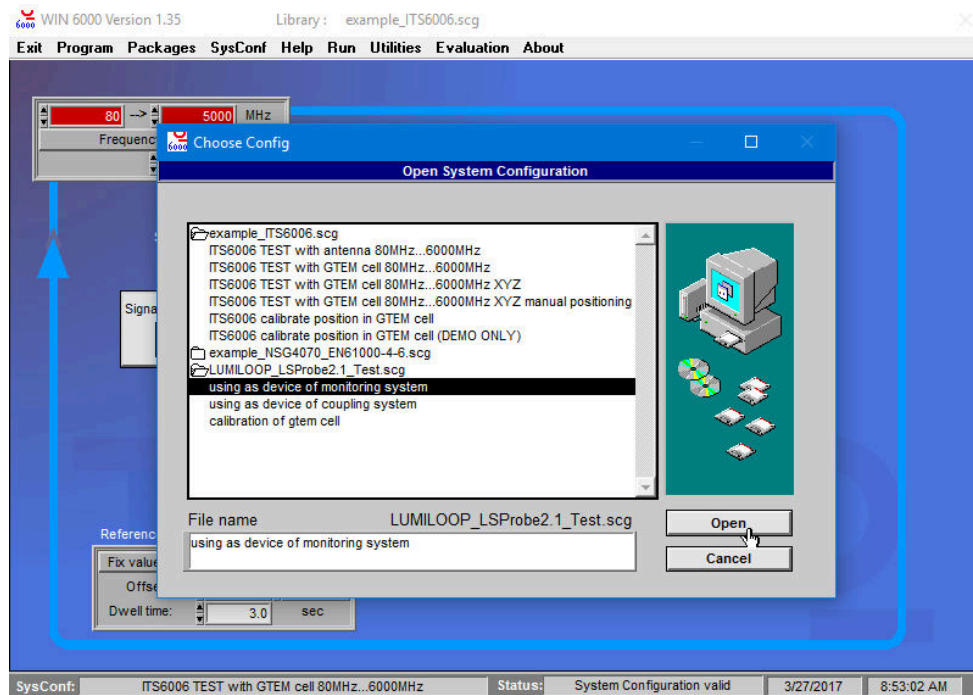 6000 WIN 6000 Version 1.35 Library : example_ITS6006.scg
Exit Program Packages SysConf Help Run Utilities Evaluation About
80 --> 5000 MHz
Frequenc
6000 Choose Config
Open System Configuration
example_ITS6006.scg
ITS6006 TEST with antenna 80MHz...6000MHz
ITS6006 TEST with GTEM cell 80MHz...6000MHz
ITS6006 TEST with GTEM cell 80MHz...6000MHz XYZ
ITS6006 TEST with GTEM cell 80MHz...6000MHz XYZ manual positioning
ITS6006 calibrate position in GTEM cell
ITS6006 calibrate position in GTEM cell (DEMO ONLY)
example_NSG4070_EN61000-4-6.scg
LUMILOOP_LSProbe2.1_Test.scg
using as device of monitoring system
using as device of coupling system
calibration of gtem cell
Signa
File name LUMILOOP_LSProbe2.1_Test.scg
using as device of monitoring system
Open
Cancel
Referenc
Fix value
Offse
Dwell time: 3.0 sec
SysConf: ITS6006 TEST with GTEM cell 80MHz...6000MHz Status: System Configuration valid 3/27/2017 8:53:02 AM